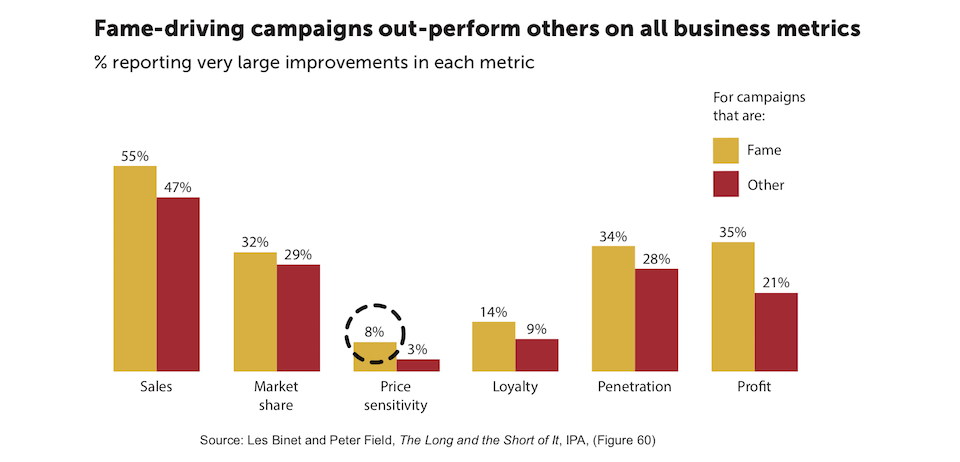 Fame-driving campaigns out-perform others on all business metrics
% reporting very large improvements in each metric
For campaigns
that are:
Fame
Other
55%
47%
32%
29%
8%
3%
14%
9%
34%
28%
35%
21%
Sales
Market
share
Price
sensitivity
Loyalty
Penetration
Profit
Source: Les Binet and Peter Field, The Long and the Short of It, IPA, (Figure 60)